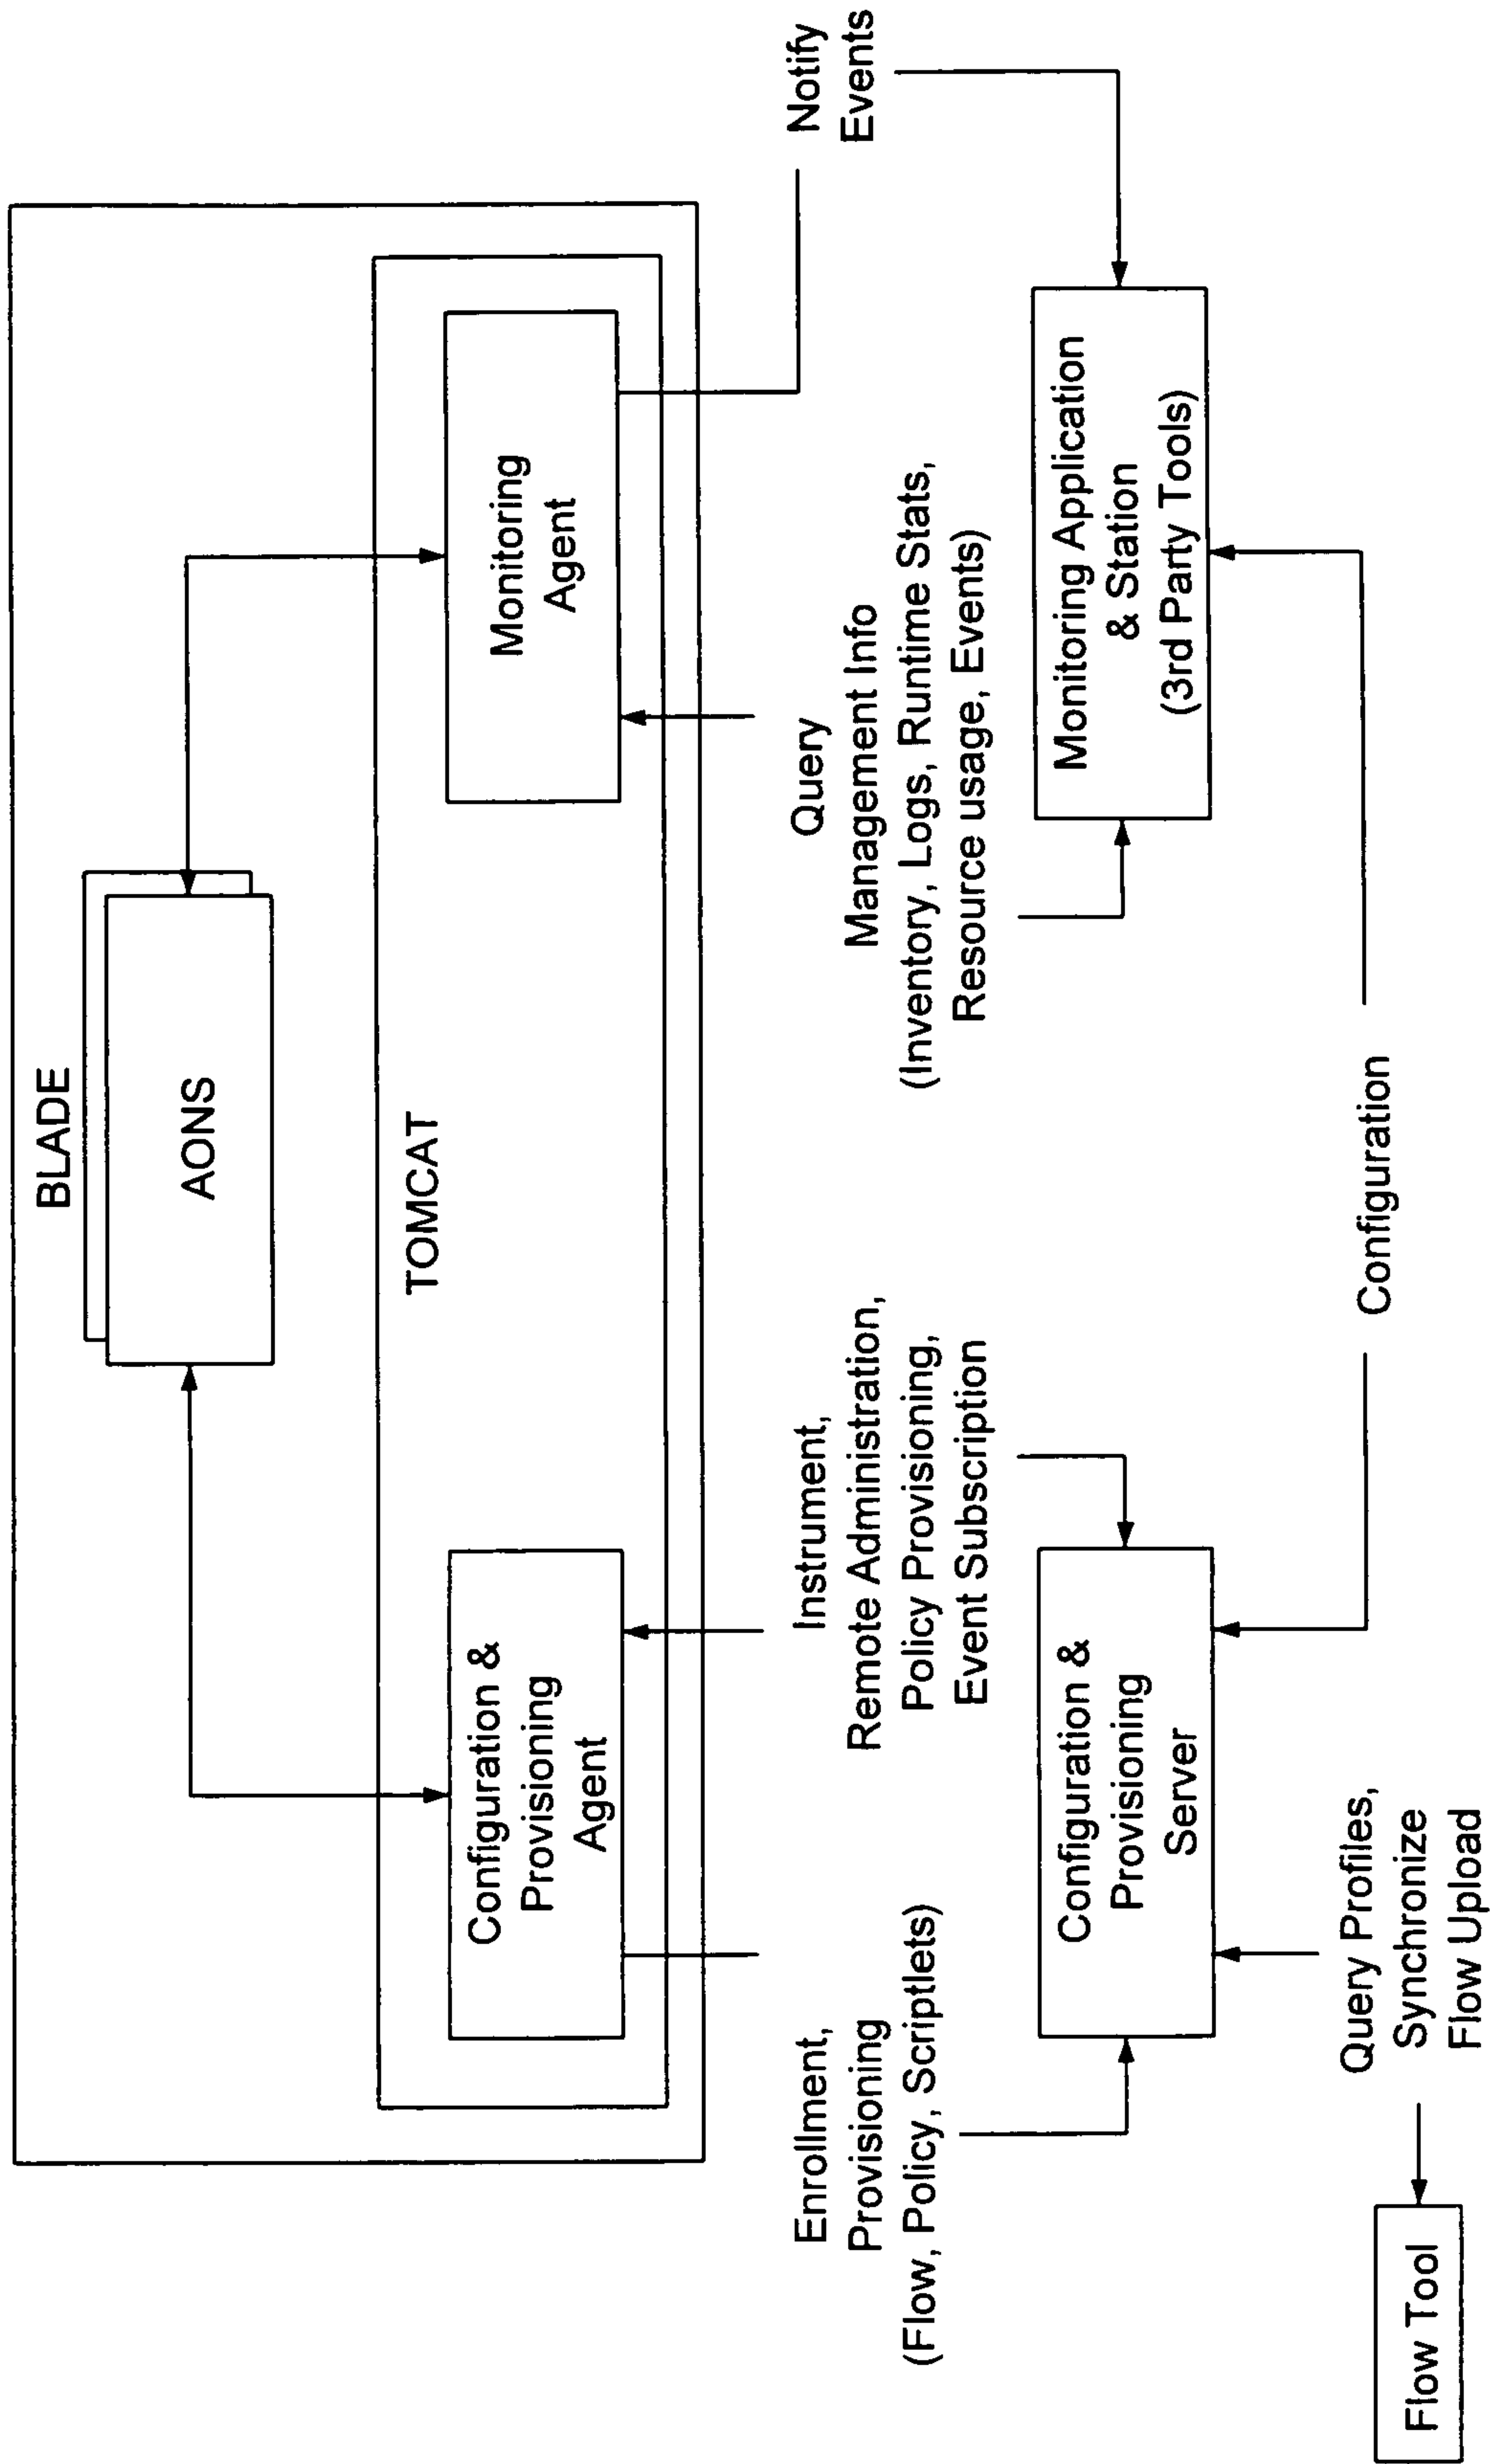 BLADE
AONS
TOMCAT
Configuration &
Provisioning
Agent
Monitoring
Agent
Enrollment,
Provisioning
(Flow, Policy, Scriptlets)
Instrument,
Remote Administration,
Policy Provisioning,
Event Subscription
Query
Management Info
(Inventory, Logs, Runtime Stats,
Resource usage, Events)
Notify
Events
Configuration &
Provisioning
Server
Monitoring Application
& Station
(3rd Party Tools)
Flow Tool
Query Profiles,
Synchronize
Flow Upload
Configuration